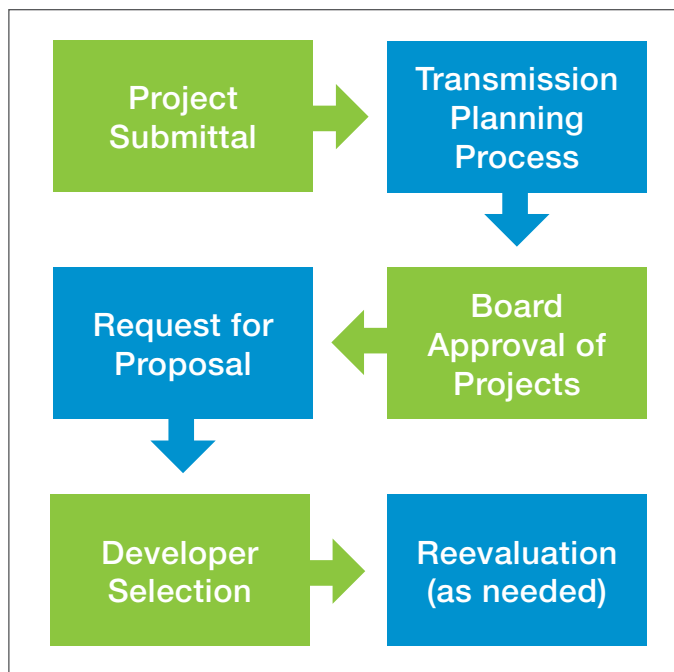 Project
Submittal
Transmission
Planning
Process
Board
Approval of
Projects
Request for
Proposal
Developer
Selection
Reevaluation
(as needed)